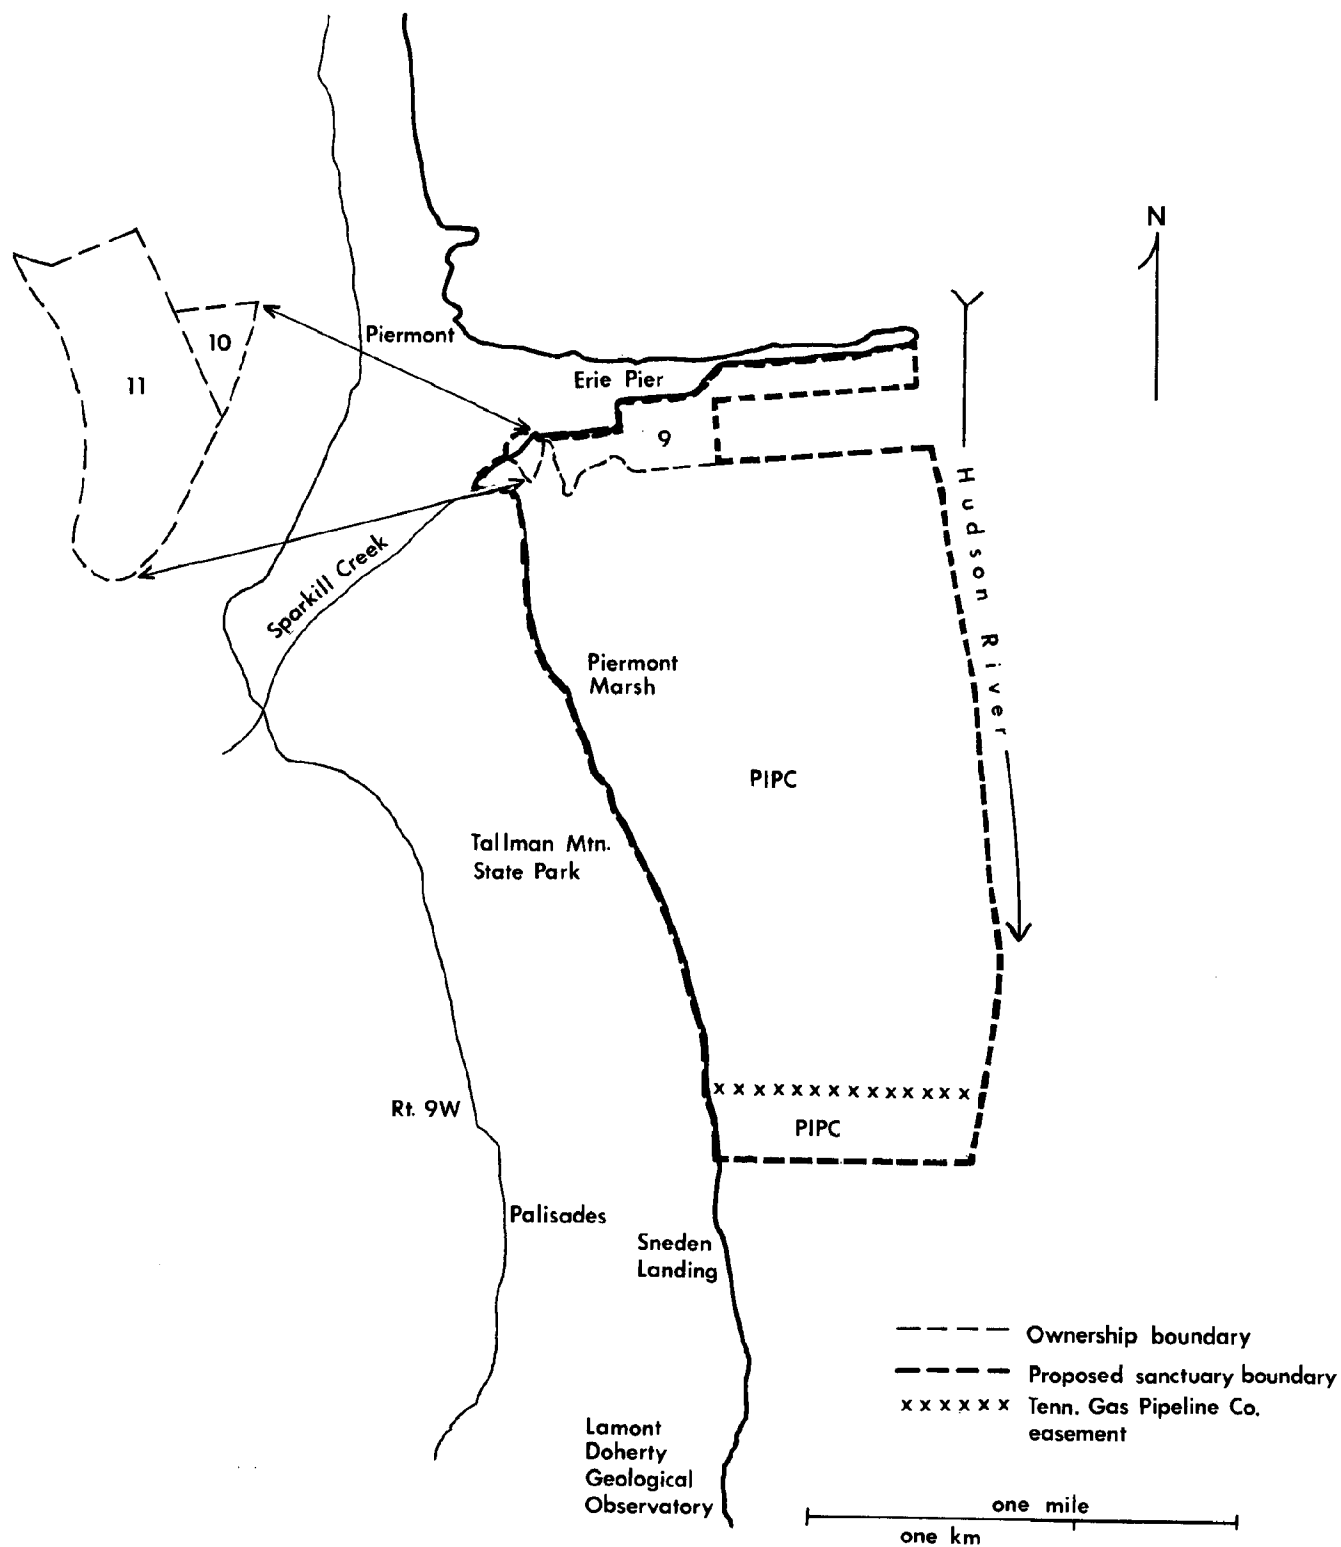 N
10
Piermont
11
Erie Pier
9
Hudson River
Sparkill Creek
Piermont
Marsh
PIPC
Tallman Mtn.
State Park
x x x x x x x x x x x x x x
Rt. 9W
PIPC
Palisades
Sneden
Landing
Ownership boundary
Proposed sanctuary boundary
x x x x x x Tenn. Gas Pipeline Co.
easement
Lamont
Doherty
Geological
Observatory
one mile
one km